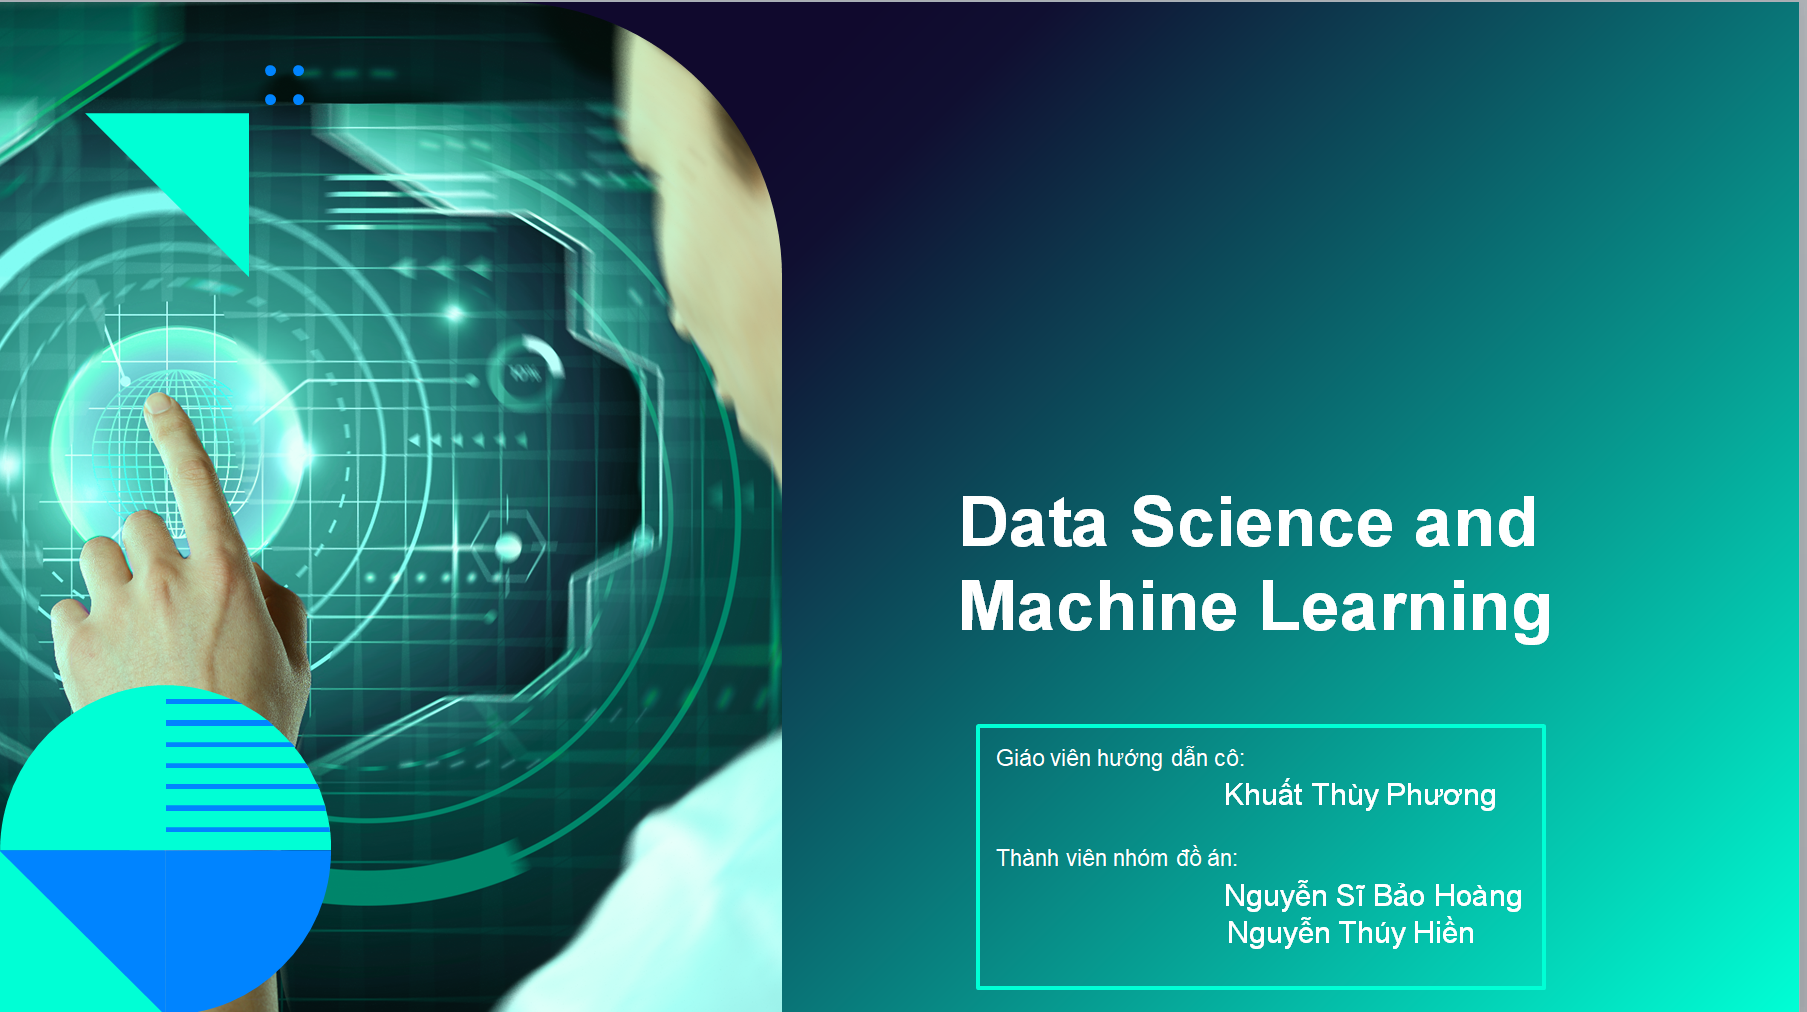 Data Science and
Machine Learning
Giáo viên hướng dẫn cô:
Khuất Thùy Phương
Thành viên nhóm đồ án:
Nguyễn Sĩ Bảo Hoàng
Nguyễn Thúy Hiền